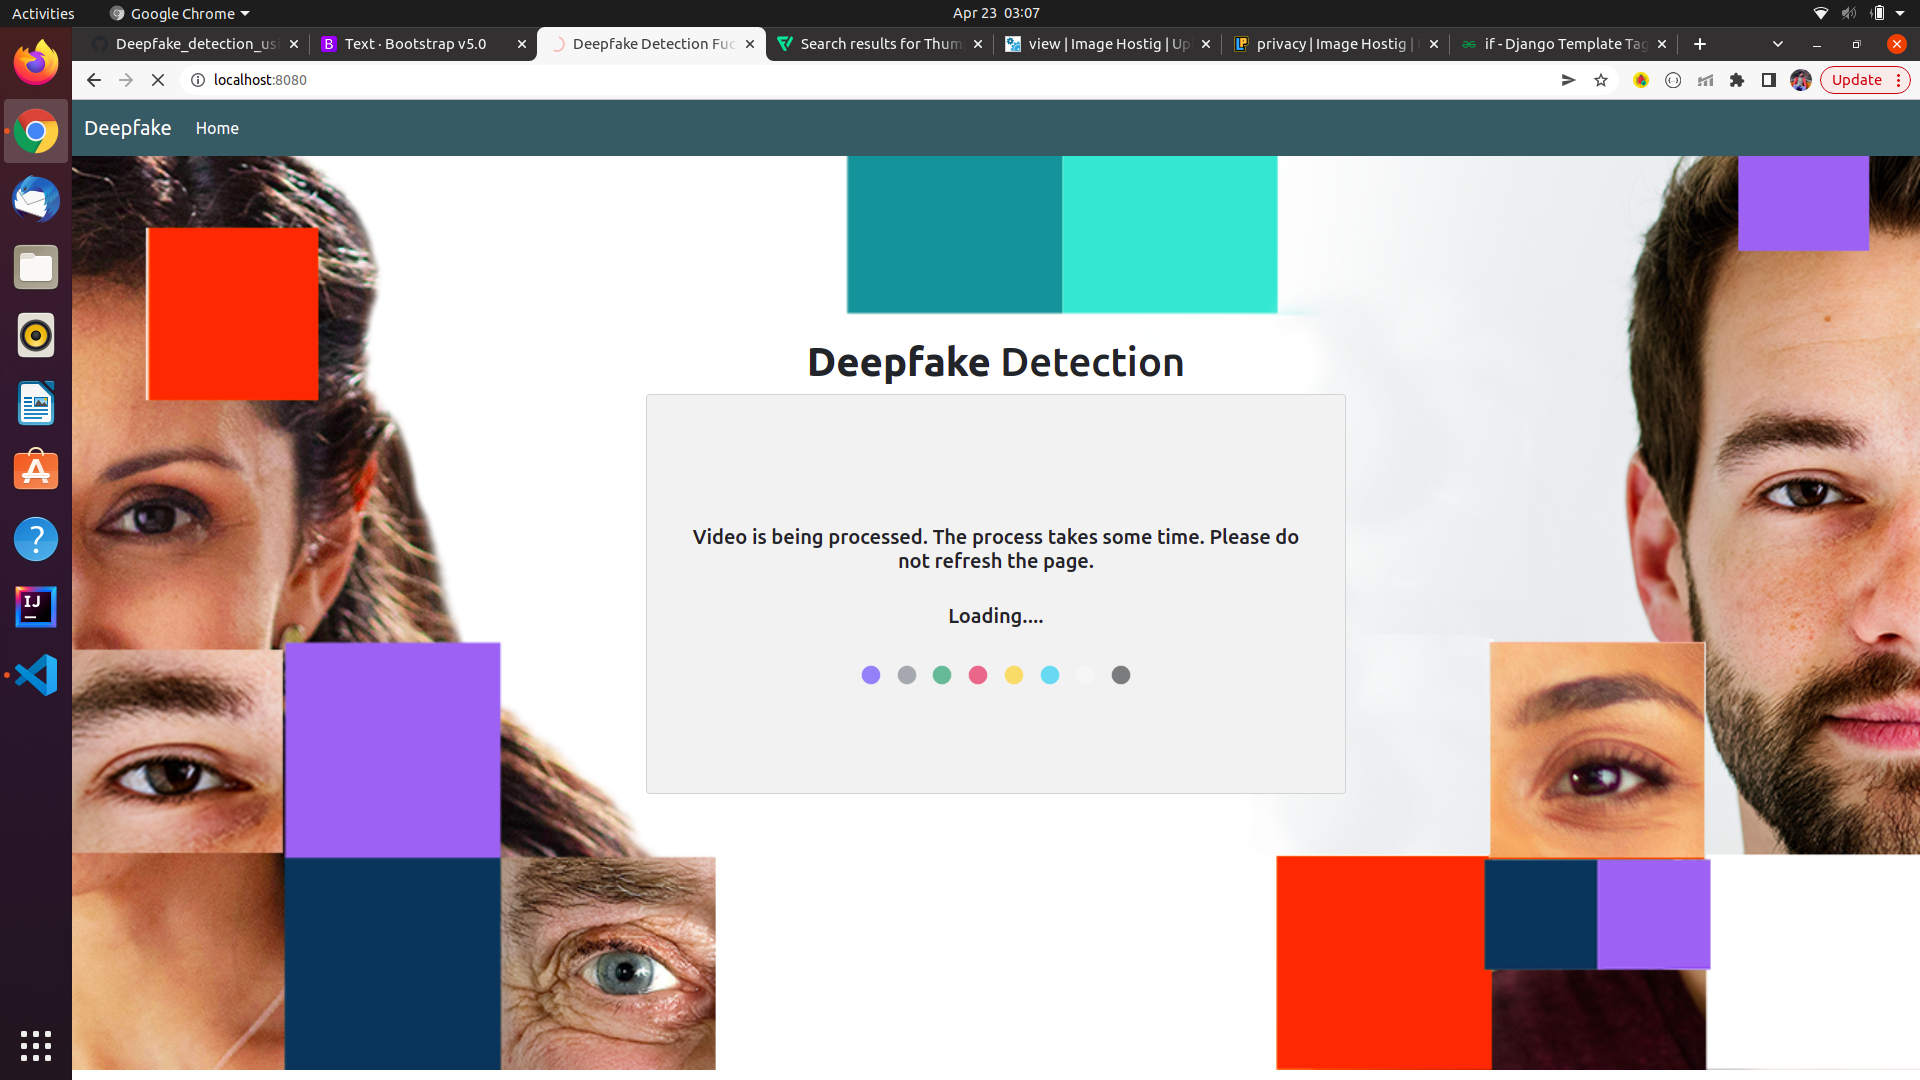 Activities
Google Chrome
Apr 23 03:07
Deepfake_detection_us
Text · Bootstrap v5.0
Deepfake Detection Fuc
Search results for Thum
view | Image Hostig | Up
privacy | Image Hostig |
if - Django Template Tag
localhost:8080
Update
Deepfake
Home
Deepfake Detection
Video is being processed. The process takes some time. Please do
not refresh the page.
Loading....
IJ